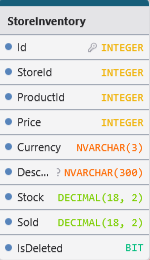 StoreInventory
Id INTEGER
StoreId INTEGER
ProductId INTEGER
Price INTEGER
Currency NVARCHAR(3)
Desc... ? NVARCHAR(300)
Stock DECIMAL(18, 2)
Sold DECIMAL(18, 2)
IsDeleted BIT